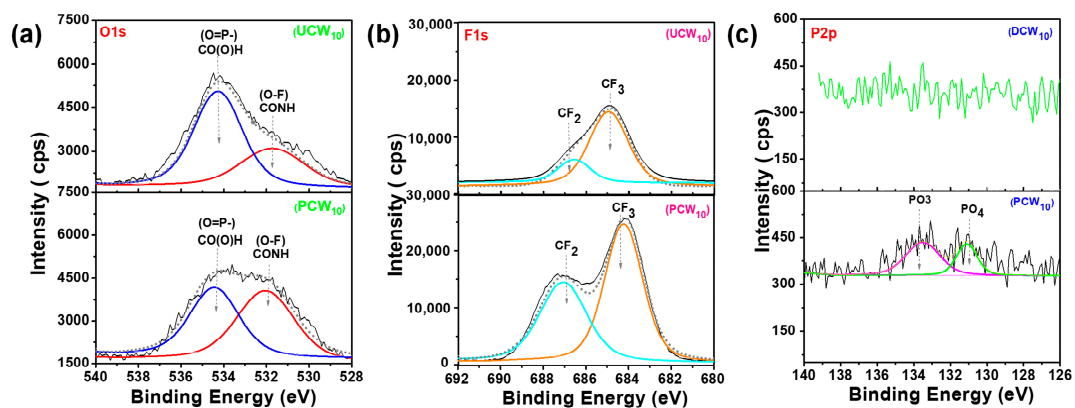 (a)
O1s
(UCW10)
(O=P-)
CO(O)H
(O-F)
CONH
7500
6000
4500
3000
7500
(PCW10)
(O=P-)
CO(O)H
(O-F)
CONH
6000
4500
3000
1500
540 538 536 534 532 530 528
Binding Energy (eV)
Intensity ( cps)
(b)
F1s
(UCW10)
CF2
CF3
30,000
20,000
10,000
30,000
(PCW10)
CF2
CF3
20,000
10,000
0
692 690 688 686 684 682 680
Binding Energy (eV)
Intensity ( cps)
(c)
P2p
(DCW10)
600
450
300
150
600
(PCW10)
PO3
PO4
450
300
150
140 138 136 134 132 130 128 126
Binding Energy (eV)
Intensity ( cps)